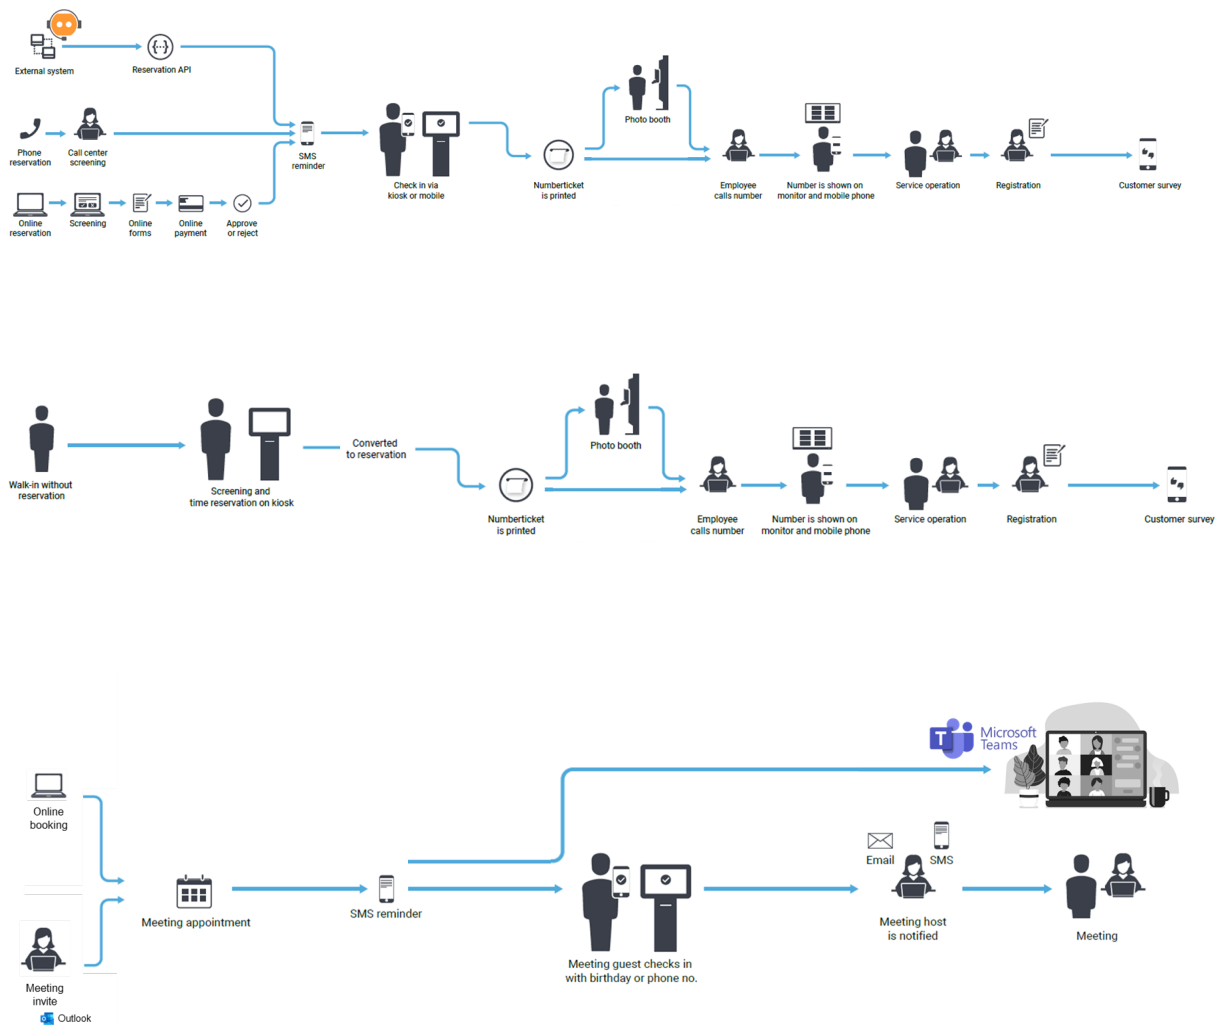 External system
Reservation API
Phone
reservation
Call center
screening
Online
reservation
Screening
Online
forms
Online
payment
Approve
or reject
SMS
reminder
Check in via
kiosk or mobile
Numberticket
is printed
Photo booth
Employee
calls number
Number is shown on
monitor and mobile phone
Service operation
Registration
Customer survey
Walk-in without
reservation
Screening and
time reservation on kiosk
Converted
to reservation
Numberticket
is printed
Photo booth
Employee
calls number
Number is shown on
monitor and mobile phone
Service operation
Registration
Customer survey
Online
booking
Meeting
invite
Outlook
Meeting appointment
SMS reminder
T
Microsoft
Teams
Meeting guest checks in
with birthday or phone no.
Email
SMS
Meeting host
is notified
Meeting